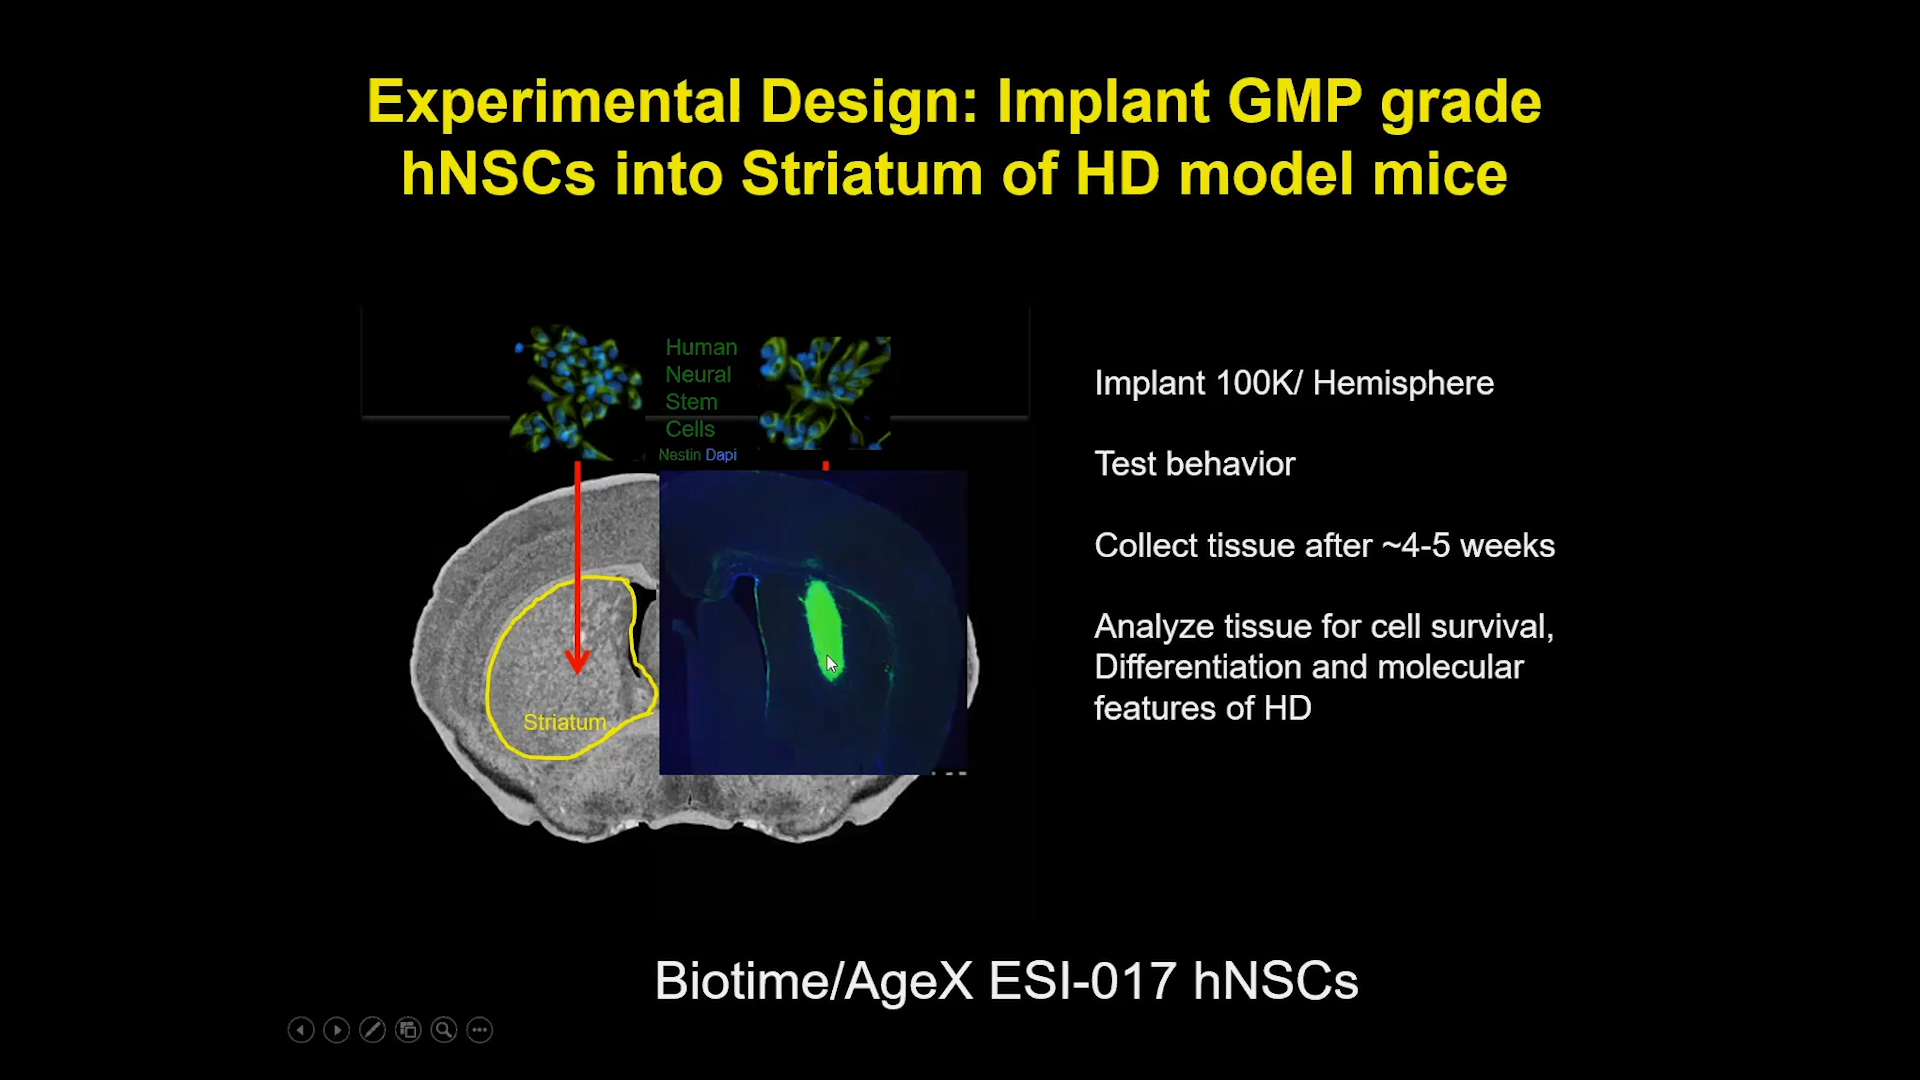 Experimental Design: Implant GMP grade
hNSCs into Striatum of HD model mice
Human
Neural
Stem
Cells
Nestin Dapi
Striatum
Implant 100K/ Hemisphere
Test behavior
Collect tissue after ~4-5 weeks
Analyze tissue for cell survival,
Differentiation and molecular
features of HD
Biotime/AgeX ESI-017 hNSCs